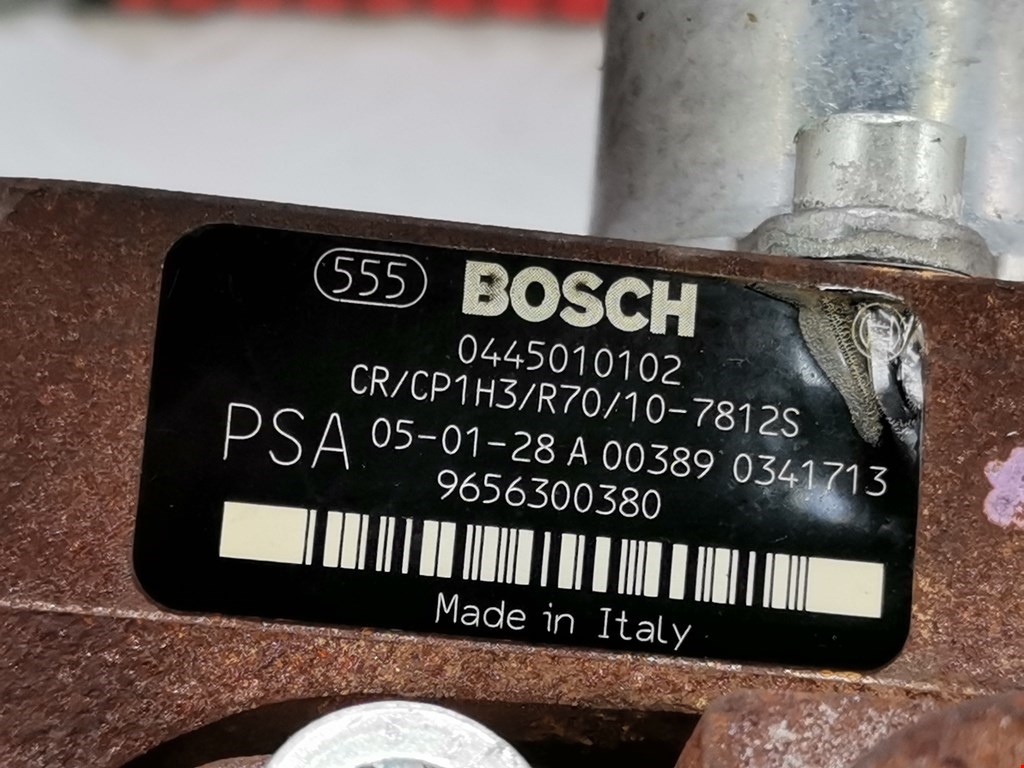 555 BOSCH
0445010102
CR/CP1H3/R70/10-7812S
PSA 05-01-28 A 00389 0341713
9656300380
Made in Italy